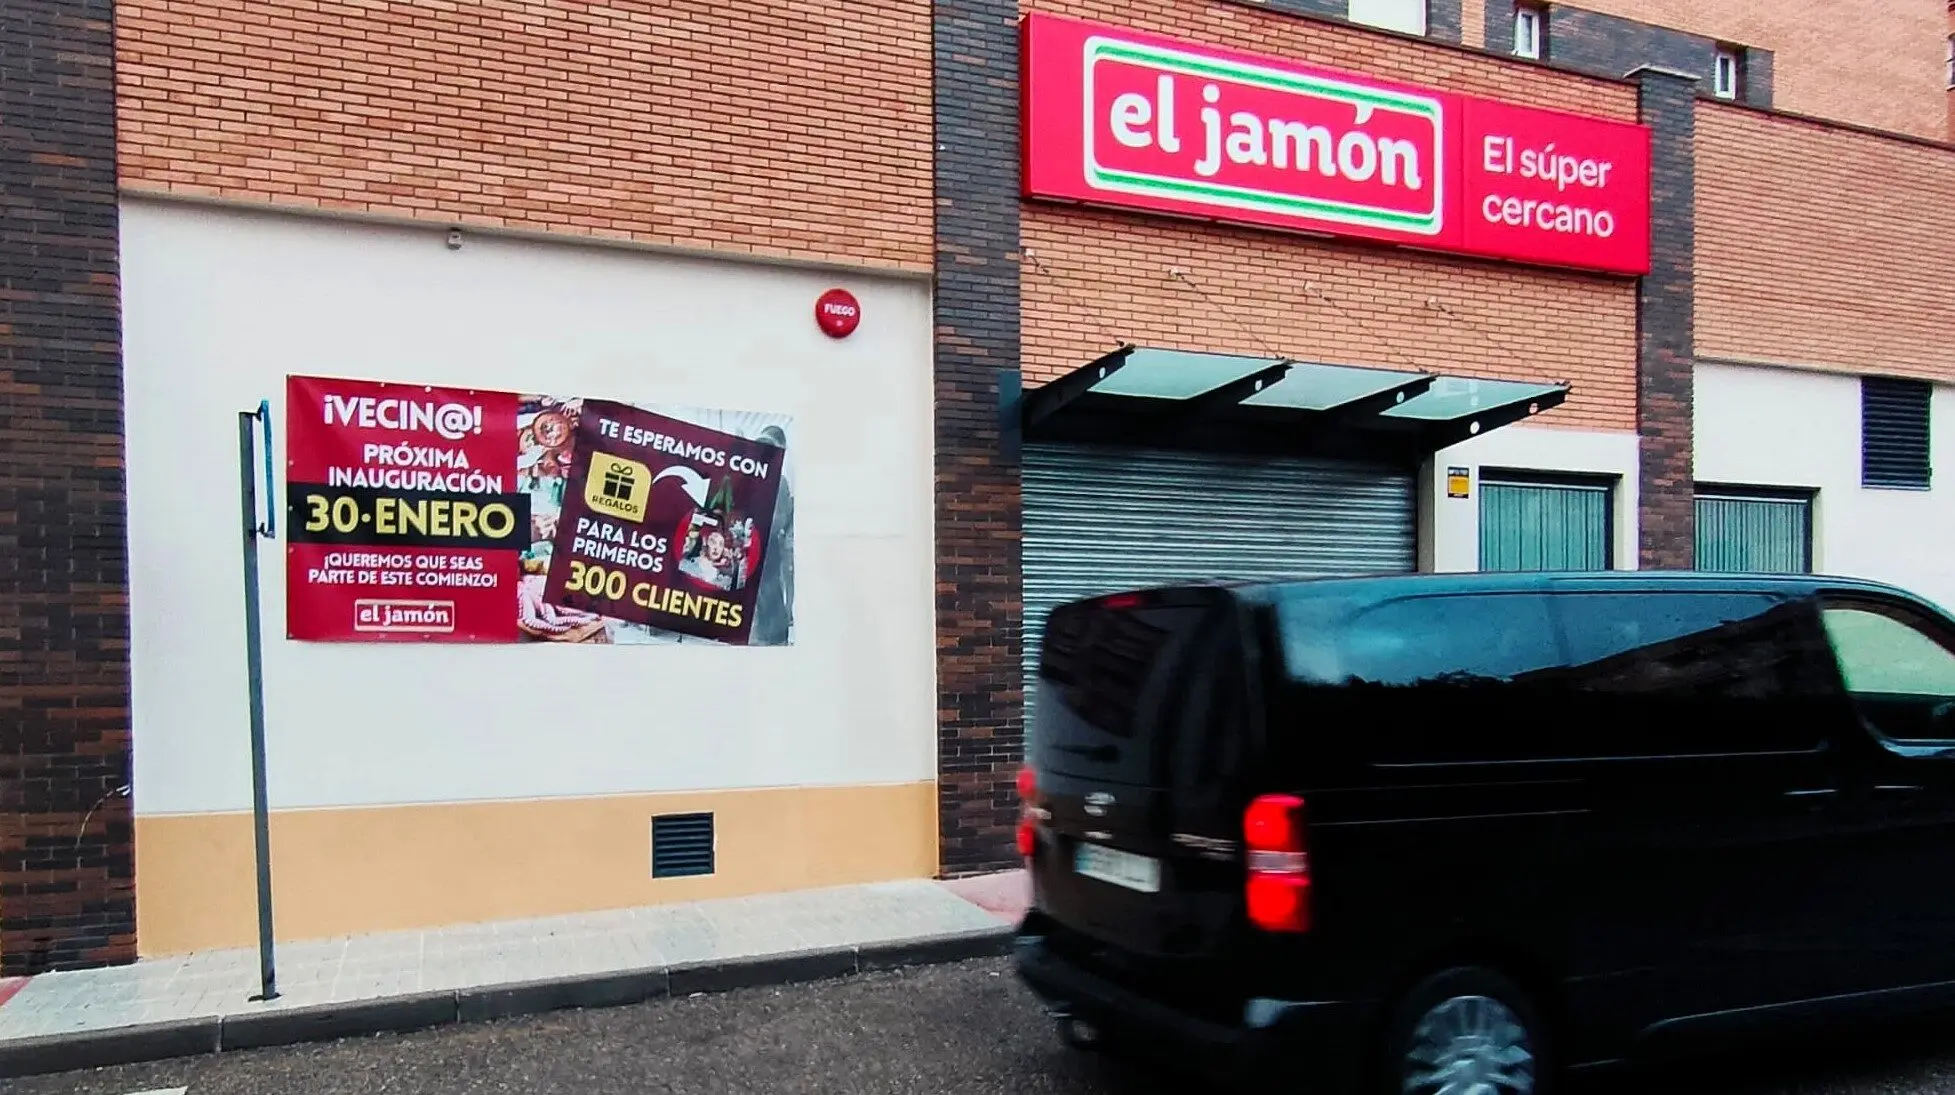 ¡VECIN@!
PRÓXIMA
INAUGURACIÓN
30·ENERO
¡QUEREMOS QUE SEAS
PARTE DE ESTE COMIENZO!
el jamón
TE ESPERAMOS CON
REGALOS
PARA LOS
PRIMEROS
300 CLIENTES
FUEGO
el jamón
El súper
cercano